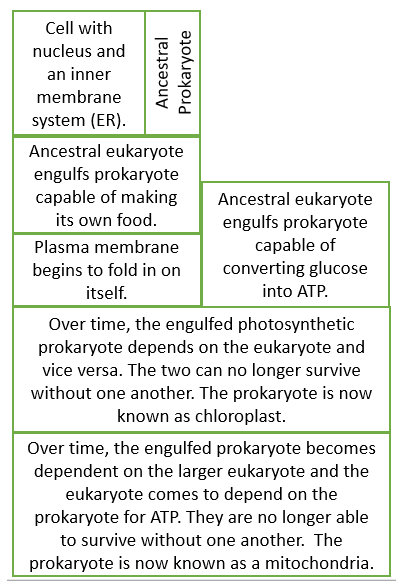 Cell with
nucleus and
an inner
membrane
system (ER).
Ancestral
Prokaryote
Ancestral eukaryote
engulfs prokaryote
capable of making
its own food.
Plasma membrane
begins to fold in on
itself.
Ancestral eukaryote
engulfs prokaryote
capable of
converting glucose
into ATP.
Over time, the engulfed photosynthetic
prokaryote depends on the eukaryote and
vice versa. The two can no longer survive
without one another. The prokaryote is now
known as chloroplast.
Over time, the engulfed prokaryote becomes
dependent on the larger eukaryote and the
eukaryote comes to depend on the
prokaryote for ATP. They are no longer able
to survive without one another.  The
prokaryote is now known as a mitochondria.